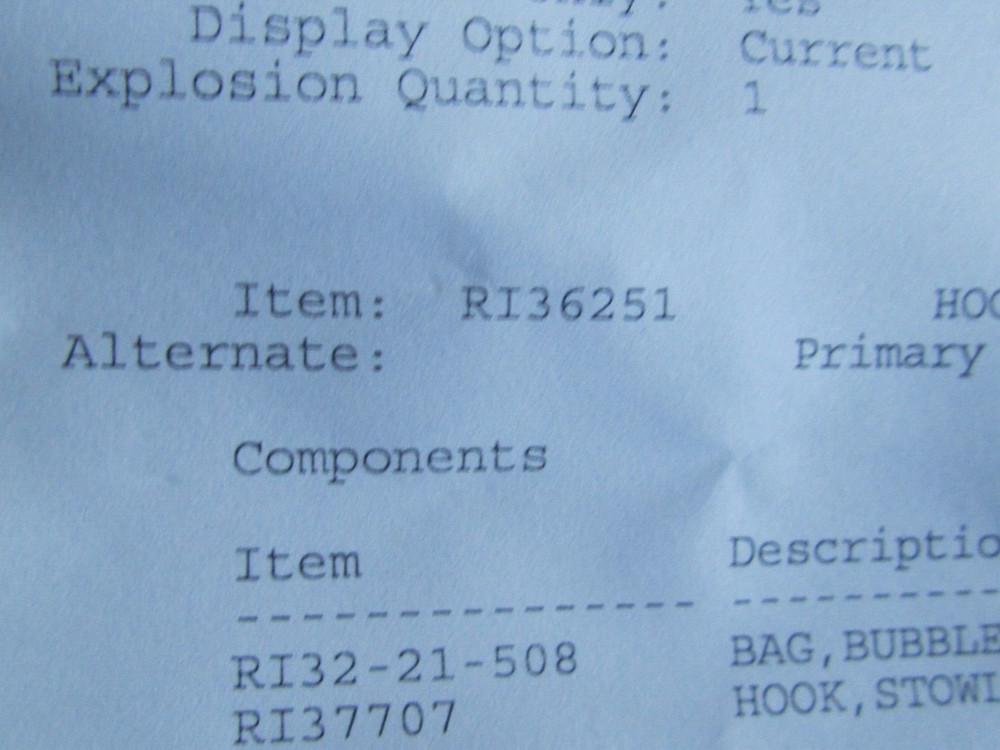 Yes
Display Option: Current
Explosion Quantity: 1
Item: RI36251
Alternate: Primary
Components
Item
--------------- ----------
RI32-21-508 BAG,BUBBLE
RI37707 HOOK,STOWI